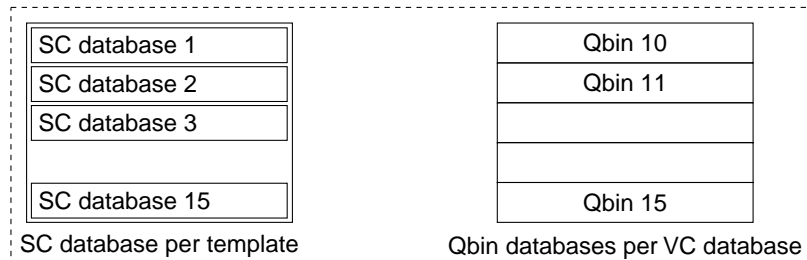 SC database 1
SC database 2
SC database 3
SC database 15
SC database per template
Qbin 10
Qbin 11
Qbin 15
Qbin databases per VC database